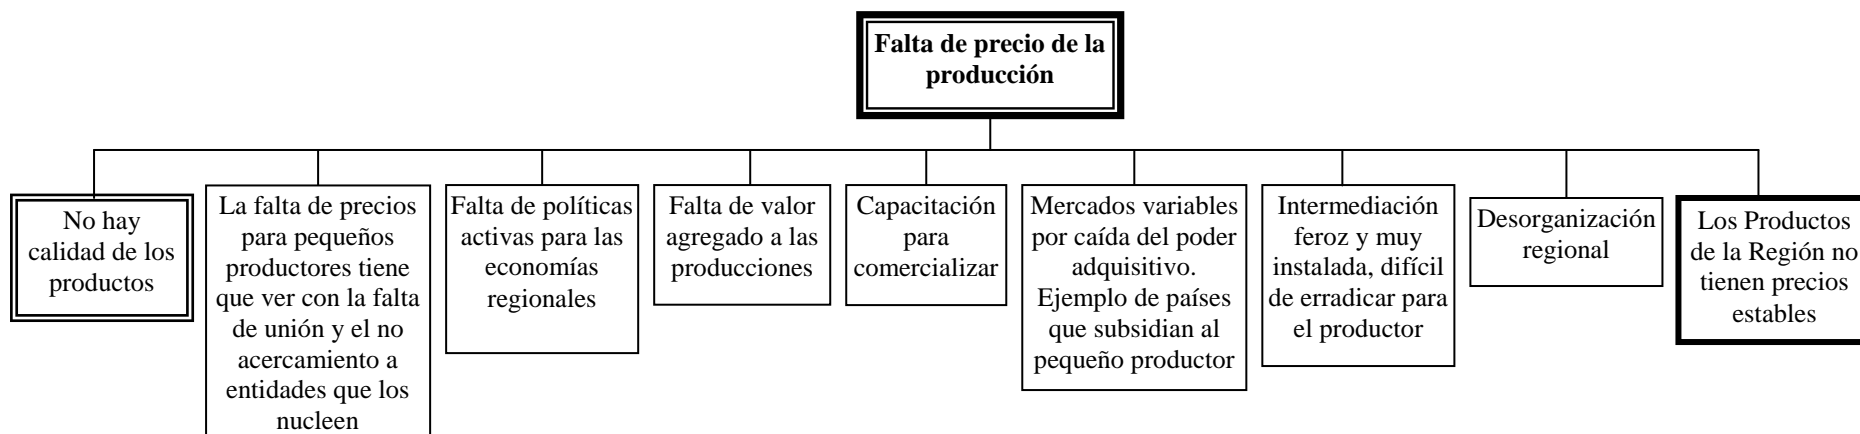 Falta de precio de la
producción
No hay
calidad de los
productos
La falta de precios
para pequeños
productores tiene
que ver con la falta
de unión y el no
acercamiento a
entidades que los
nucleen
Falta de políticas
activas para las
economías
regionales
Falta de valor
agregado a las
producciones
Capacitación
para
comercializar
Mercados variables
por caída del poder
adquisitivo.
Ejemplo de países
que subsidian al
pequeño productor
Intermediación
feroz y muy
instalada, difícil
de erradicar para
el productor
Desorganización
regional
Los Productos
de la Región no
tienen precios
estables